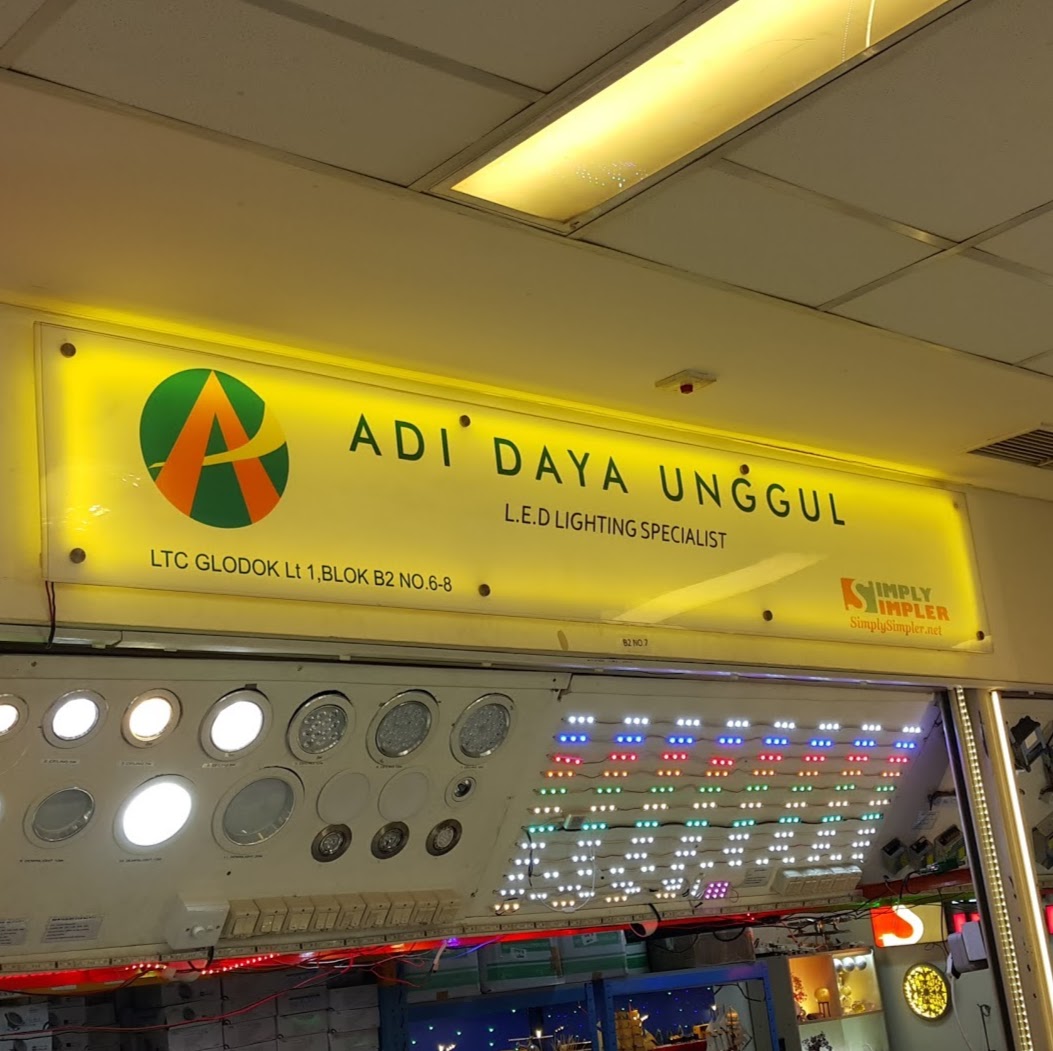 ADI DAYA UNGGUL
L.E.D LIGHTING SPECIALIST
LTC GLODOK Lt 1,BLOK B2 NO.6-8
SIMPLY
SIMPLER
SimplySimpler.net
B2 NO.7